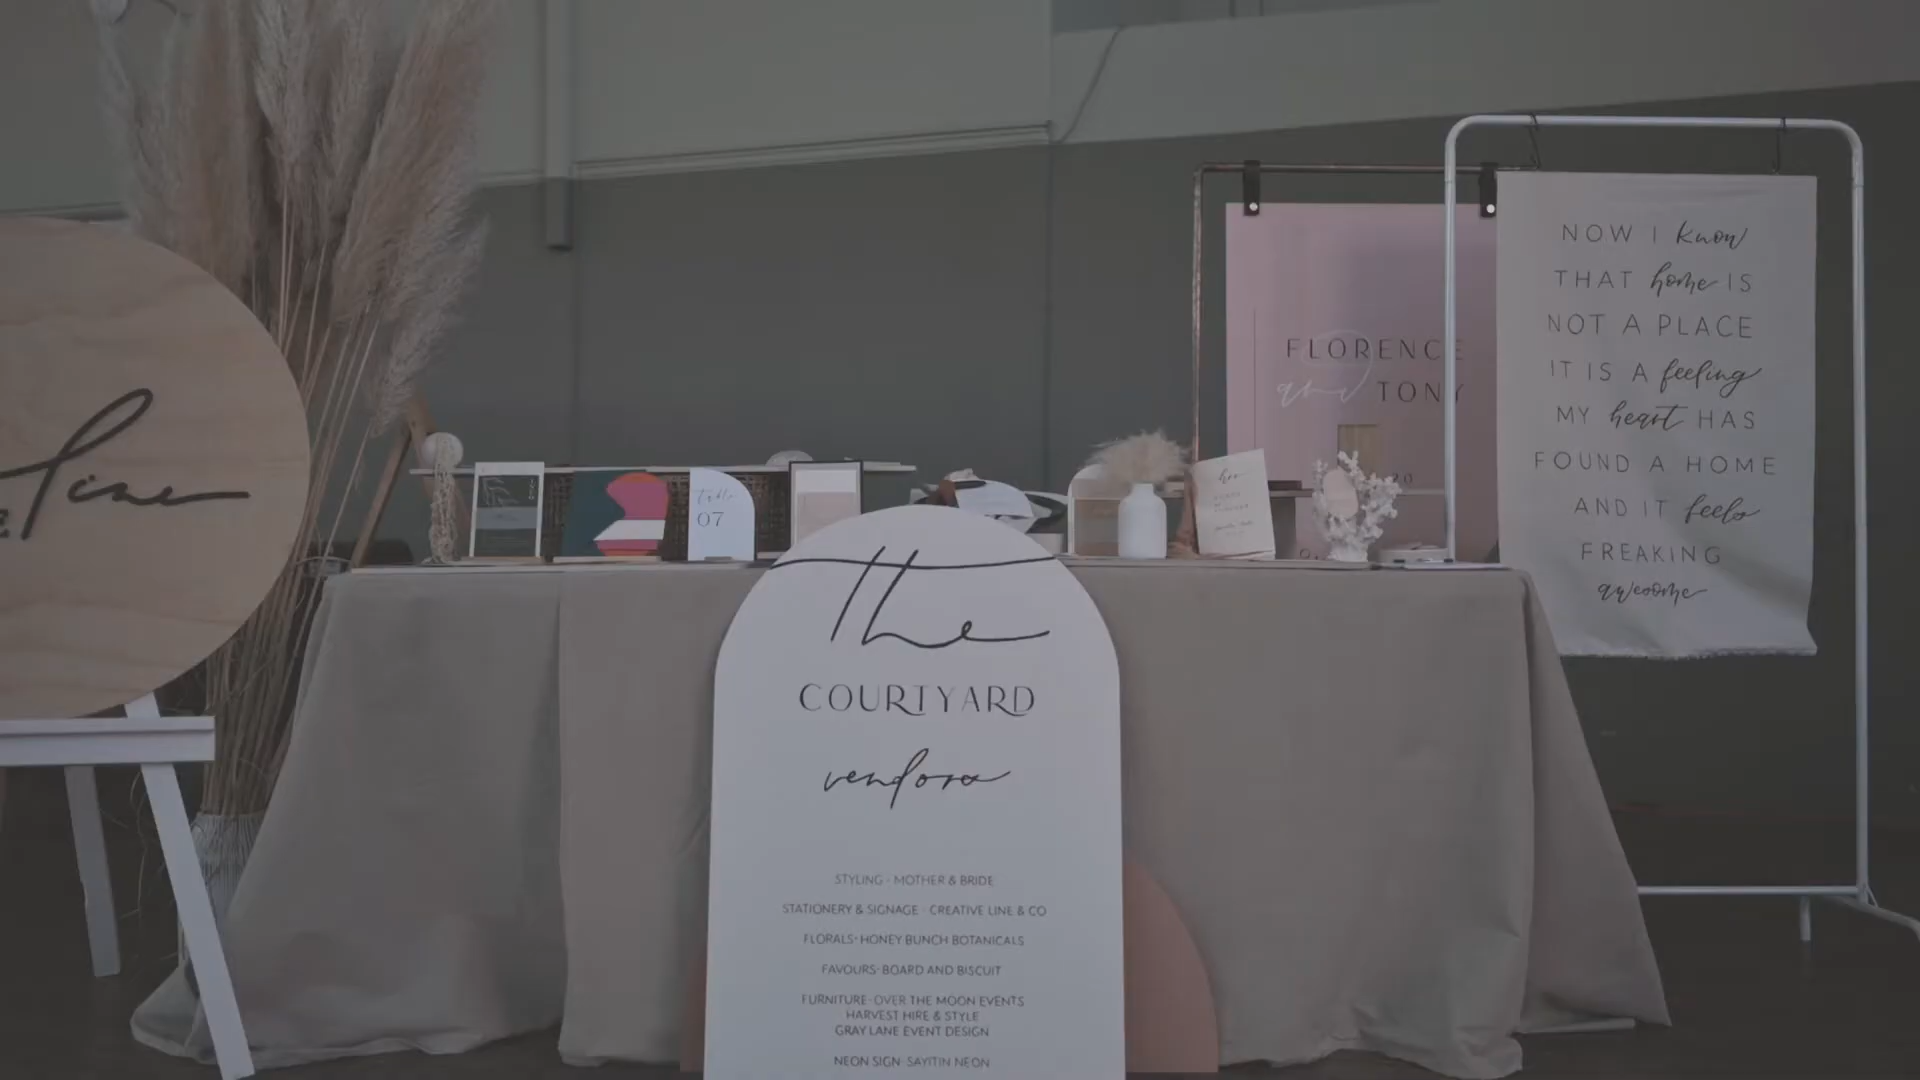 line
table
07
FLORENCE
and TONY
NOW I know
THAT home IS
NOT A PLACE
IT IS A feeling
MY heart HAS
FOUND A HOME
AND IT feels
FREAKING
awesome
The
COURTYARD
vendors
STYLING - MOTHER & BRIDE
STATIONERY & SIGNAGE - CREATIVE LINE & CO
FLORALS - HONEY BUNCH BOTANICALS
FAVOURS - BOARD AND BISCUIT
FURNITURE - OVER THE MOON EVENTS
HARVEST HIRE & STYLE
GRAY LANE EVENT DESIGN
NEON SIGN - SAYITIN NEON